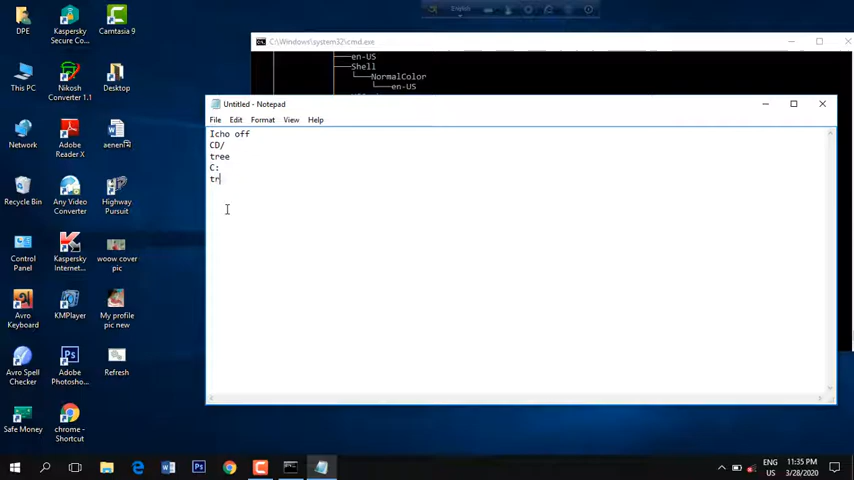 English
DPE
Kaspersky
Secure Co...
Camtasia 9
This PC
Nikosh
Converter 1.1
Desktop
Network
Adobe
Reader X
Recycle Bin
Any Video
Converter
Highway
Pursuit
Control
Panel
Kaspersky
Internet...
woow cover
pic
Avro
Keyboard
KMPlayer
My profile
pic new
Avro Spell
Checker
Adobe
Photosho...
Refresh
Safe Money
chrome -
Shortcut
C:\Windows\system32\cmd.exe
en-US
Shell
NormalColor
en-US
Untitled - Notepad
File Edit Format View Help
Icho off
CD/
tree
C:
tr
ENG
US
11:35 PM
3/28/2020